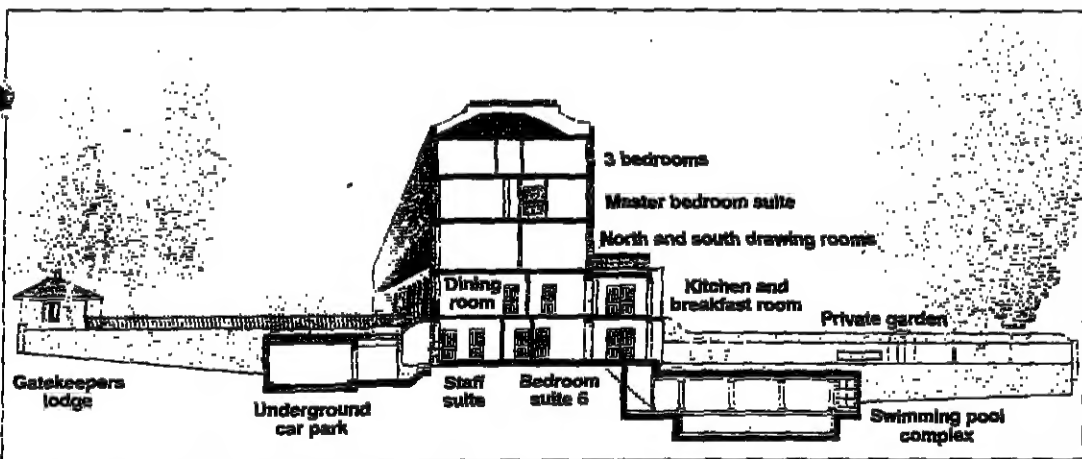 3 bedrooms
Master bedroom suite
North and south drawing rooms
Dining
room
Kitchen and
breakfast room
Private garden
Gatekeepers
lodge
Underground
car park
Staff
suite
Bedroom
suite 6
Swimming pool
complex